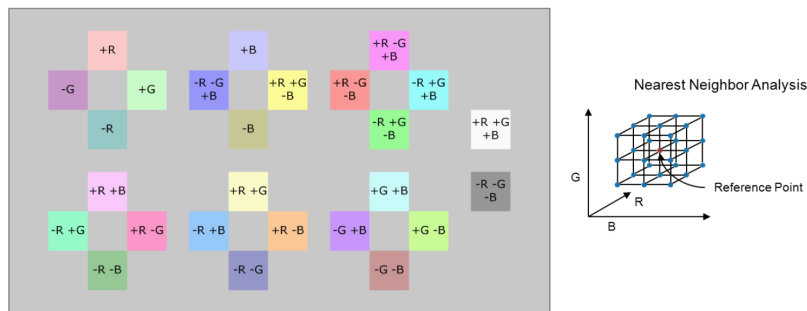 +R
-G
+G
-R
+B
-R -G
+B
+R +G
-B
-B
+R -G
+B
+R -G
-B
-R +G
+B
-R +G
-B
+R +G
+B
-R -G
-B
+R +B
-R +G
+R -G
-R -B
+R +G
-R +B
+R -B
-R -G
+G +B
-G +B
+G -B
-G -B
Nearest Neighbor Analysis
G
R
B
Reference Point